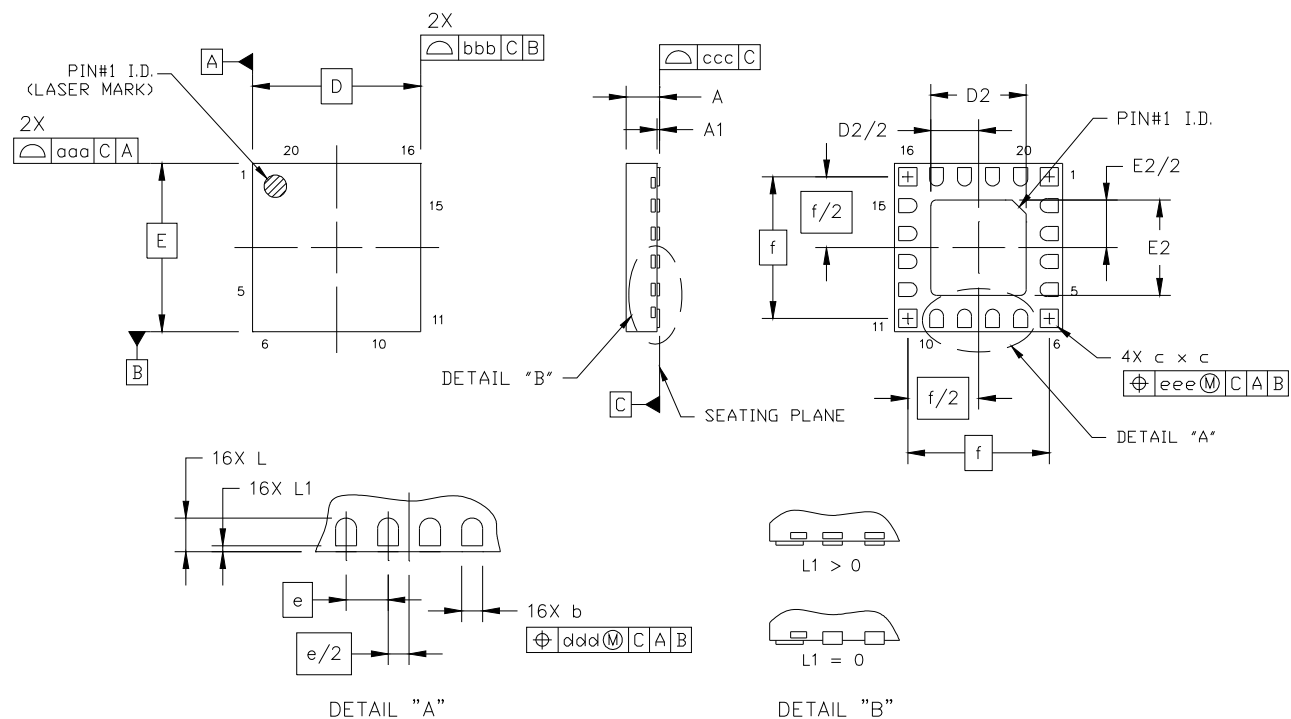 2X
bbb C B
A
PIN#1 I.D.
(LASER MARK)
D
2X
aaa C A
20
16
1
15
E
5
11
B
6
10
ccc C
A
A1
DETAIL "B"
C
SEATING PLANE
D2
D2/2
PIN#1 I.D.
16
20
1
E2/2
f/2
15
f
E2
5
11
10
6
4X c x c
eee Ⓜ C A B
f/2
DETAIL "A"
f
16X L
16X L1
e
16X b
ddd Ⓜ C A B
e/2
DETAIL "A"
L1 > 0
L1 = 0
DETAIL "B"